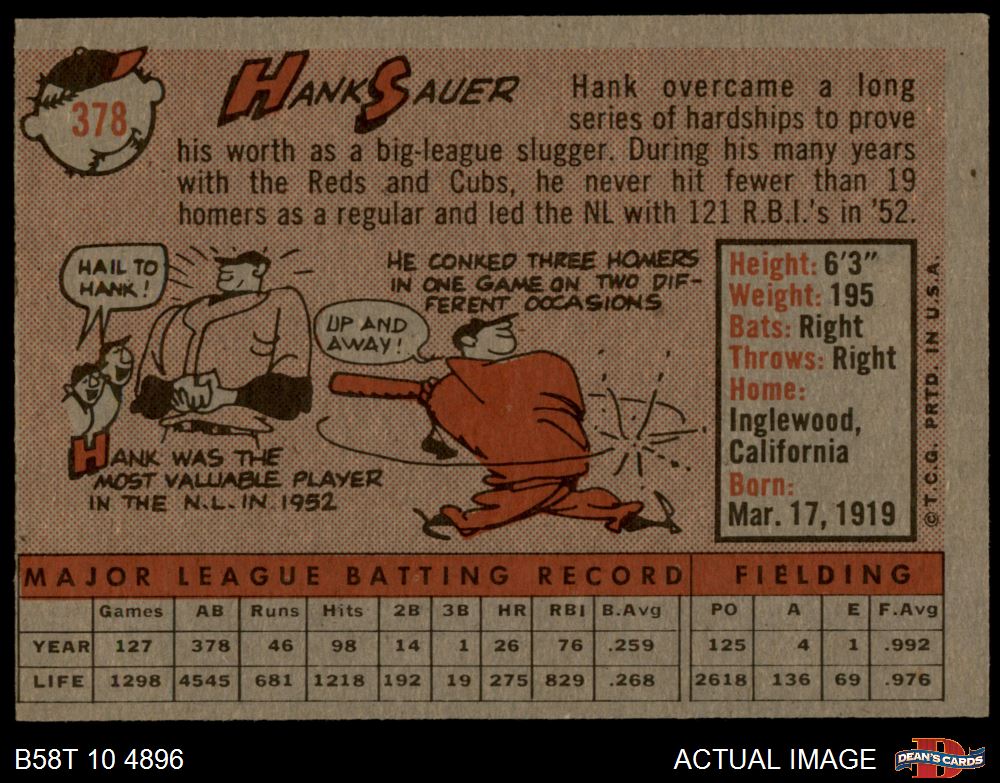 378
HANK SAUER
Hank overcame a long
series of hardships to prove
his worth as a big-league slugger. During his many years
with the Reds and Cubs, he never hit fewer than 19
homers as a regular and led the NL with 121 R.B.I.'s in '52.
HAIL TO
HANK!
HANK WAS THE
MOST VALUABLE PLAYER
IN THE N.L. IN 1952
HE CONKED THREE HOMERS
IN ONE GAME ON TWO DIF-
FERENT OCCASIONS
UP AND
AWAY!
Height: 6'3"
Weight: 195
Bats: Right
Throws: Right
Home:
Inglewood,
California
Born:
Mar. 17, 1919
© T.C.G. PRTD. IN U.S.A.
MAJOR LEAGUE BATTING RECORD FIELDING
Games AB Runs Hits 2B 3B HR RBI B.Avg PO A E F.Avg
YEAR 127 378 46 98 14 1 26 76 .259 125 4 1 .992
LIFE 1298 4545 681 1218 192 19 275 829 .268 2618 136 69 .976
B58T 10 4896
ACTUAL IMAGE
DEAN'S CARDS